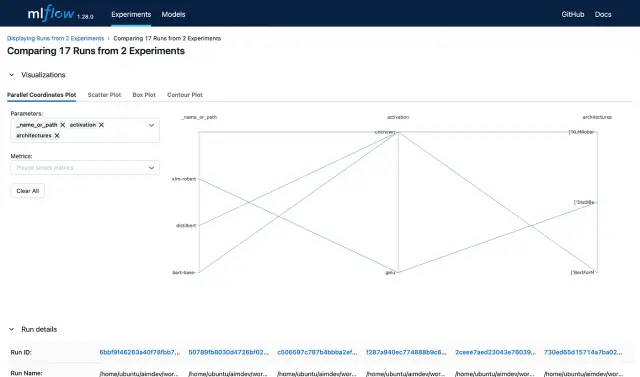 mlflow 1.28.0 Experiments Models GitHub Docs
Displaying Runs from 2 Experiments › Comparing 17 Runs from 2 Experiments
Comparing 17 Runs from 2 Experiments
Visualizations
Parallel Coordinates Plot Scatter Plot Box Plot Contour Plot
Parameters:
_name_or_path activation
architectures
Metrics:
Please select metrics
Clear All
_name_or_path activation architectures
unknown ['XLMRober
xlm-robert
['DistilBe
distilbert
bert-base- gelu ['BertForM
Run details
Run ID: 6bbf9f46263a40f78fbb7... 50789fb8030d4726bf02... c506597c787b4bbba2ef... f287a940ec774888b9c6... 2ceee7aed23043e78039... 730ed65d15714a7ba02...
Run Name: /home/ubuntu/aimdev/wor... /home/ubuntu/aimdev/wor... /home/ubuntu/aimdev/wor... /home/ubuntu/aimdev/wor... /home/ubuntu/aimdev/wor... /home/ubuntu/aimdev/wor...